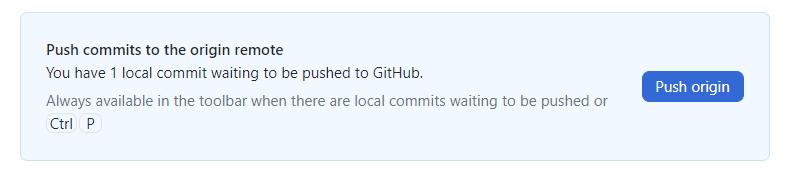 Push commits to the origin remote
You have 1 local commit waiting to be pushed to GitHub.
Always available in the toolbar when there are local commits waiting to be pushed or
Ctrl P
Push origin